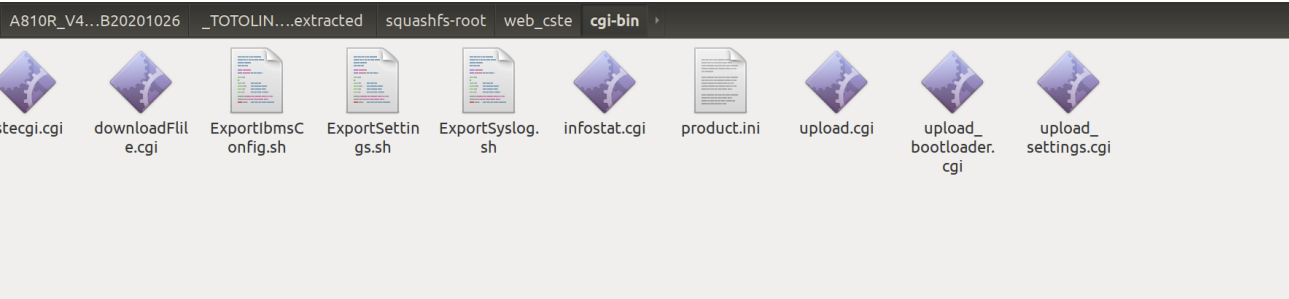 A810R_V4…B20201026 _TOTOLIN….extracted squashfs-root web_cste cgi-bin
stecgi.cgi downloadFlil ExportIbmsC ExportSettin ExportSyslog. infostat.cgi product.ini upload.cgi upload_ upload_
e.cgi onfig.sh gs.sh sh bootloader. settings.cgi
cgi